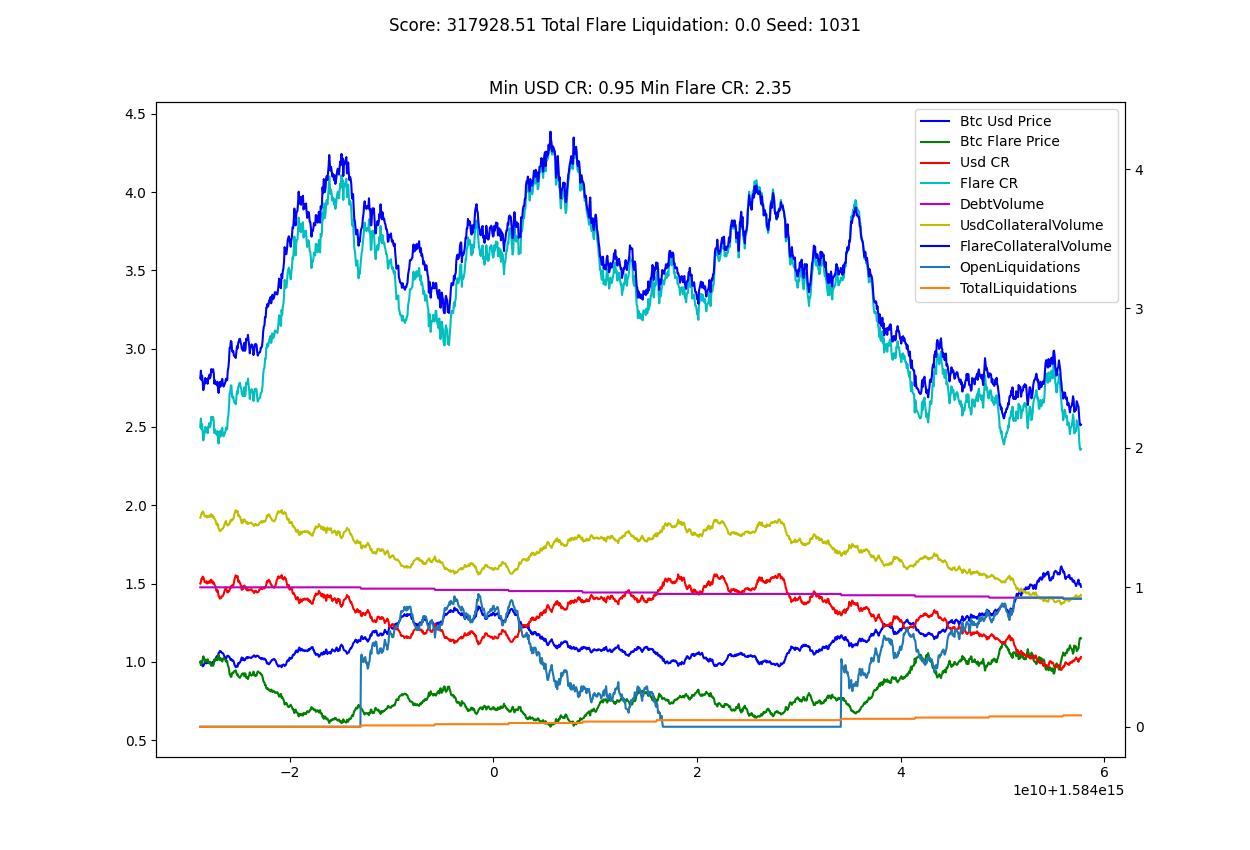 Score: 317928.51 Total Flare Liquidation: 0.0 Seed: 1031
Min USD CR: 0.95 Min Flare CR: 2.35
4.5
4.0
3.5
3.0
2.5
2.0
1.5
1.0
0.5
Btc Usd Price
Btc Flare Price
Usd CR
Flare CR
DebtVolume
UsdCollateralVolume
FlareCollateralVolume
OpenLiquidations
TotalLiquidations
4
3
2
1
0
−2 0 2 4 6
1e10+1.584e15